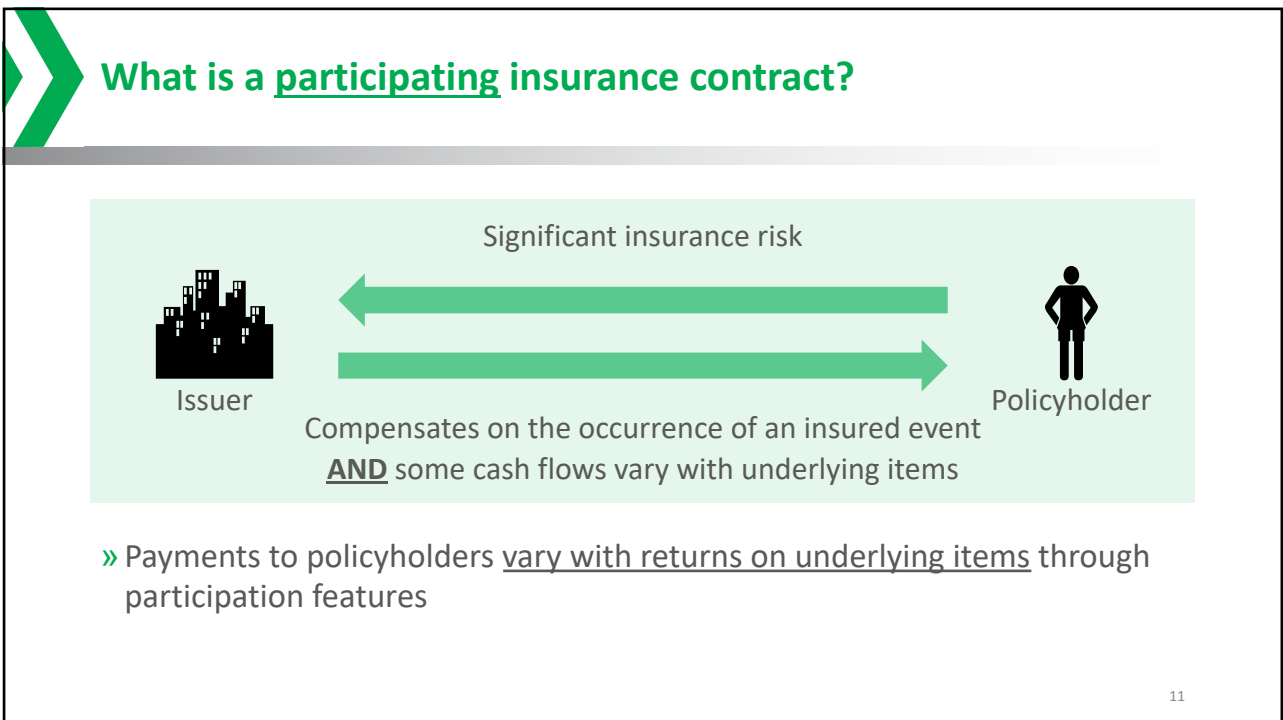 What is a participating insurance contract?
Significant insurance risk
Issuer
Policyholder
Compensates on the occurrence of an insured event
AND some cash flows vary with underlying items
» Payments to policyholders vary with returns on underlying items through
participation features
11